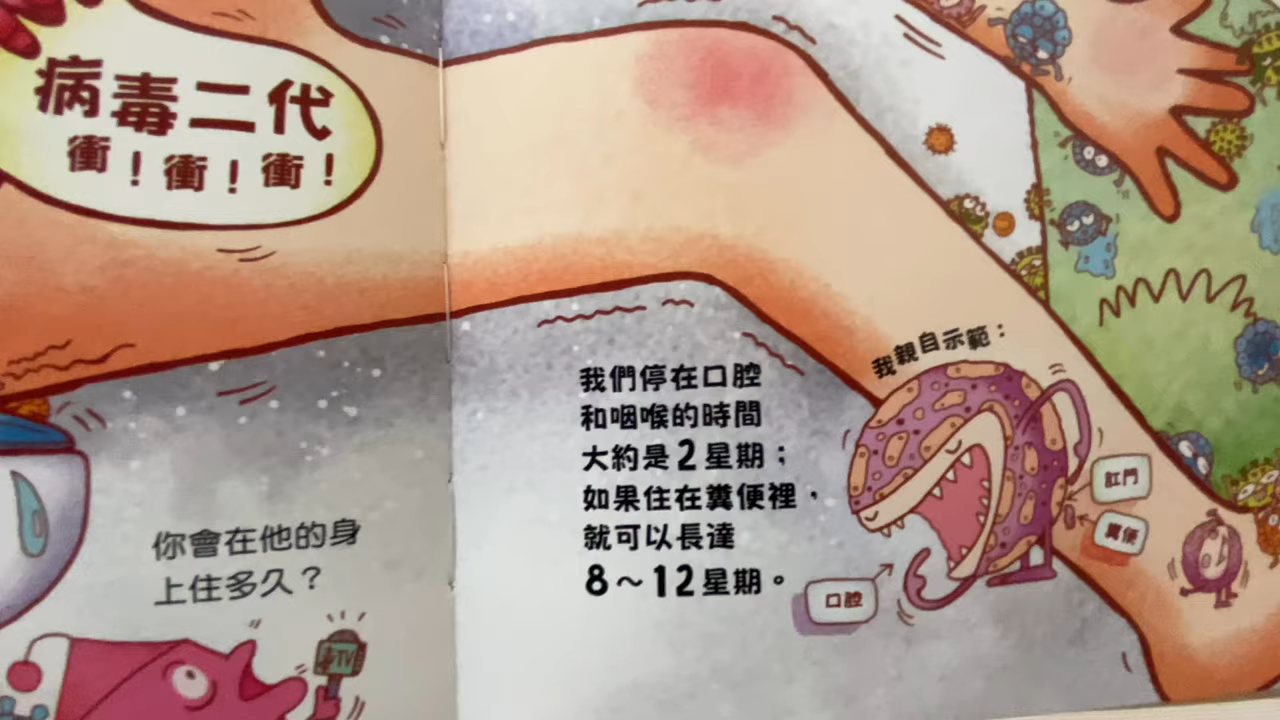 病毒二代
衝！衝！衝！
你會在他的身
上住多久？
毒TV
我們停在口腔
和咽喉的時間
大約是2星期；
如果住在糞便裡，
就可以長達
8～12星期。
我親自示範：
肛門
糞便
口腔